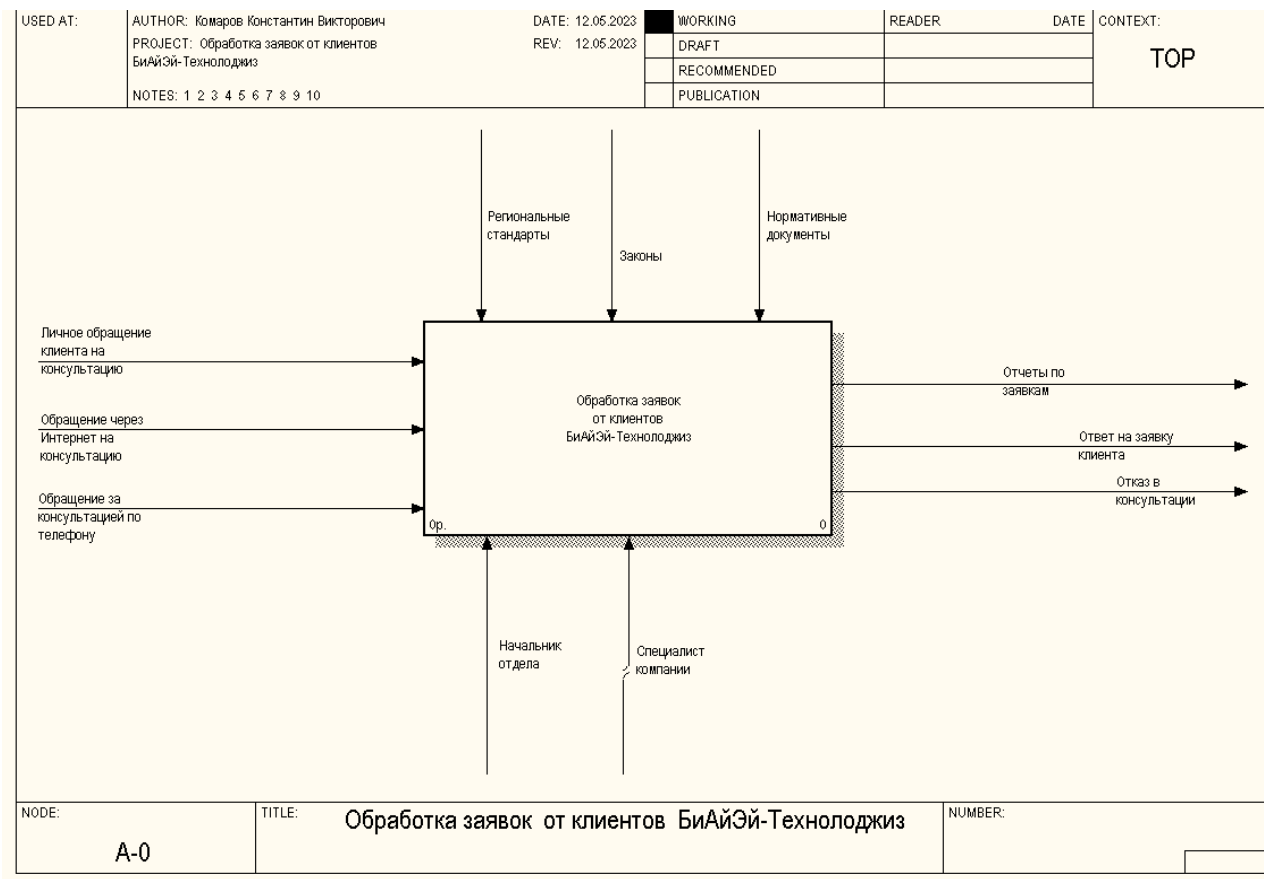 USED AT:
AUTHOR: Комаров Константин Викторович
DATE: 12.05.2023
WORKING
READER
DATE
CONTEXT:
PROJECT: Обработка заявок от клиентов
БиАйЭй-Технолоджиз
REV: 12.05.2023
DRAFT
TOP
RECOMMENDED
NOTES: 1 2 3 4 5 6 7 8 9 10
PUBLICATION
Региональные
стандарты
Законы
Нормативные
документы
Личное обращение
клиента на
консультацию
Обращение через
Интернет на
консультацию
Обращение за
консультацией по
телефону
Обработка заявок
от клиентов
БиАйЭй-Технолоджиз
0р.
0
Отчеты по
заявкам
Ответ на заявку
клиента
Отказ в
консультации
Начальник
отдела
Специалист
компании
NODE:
A-0
TITLE:
Обработка заявок от клиентов БиАйЭй-Технолоджиз
NUMBER: